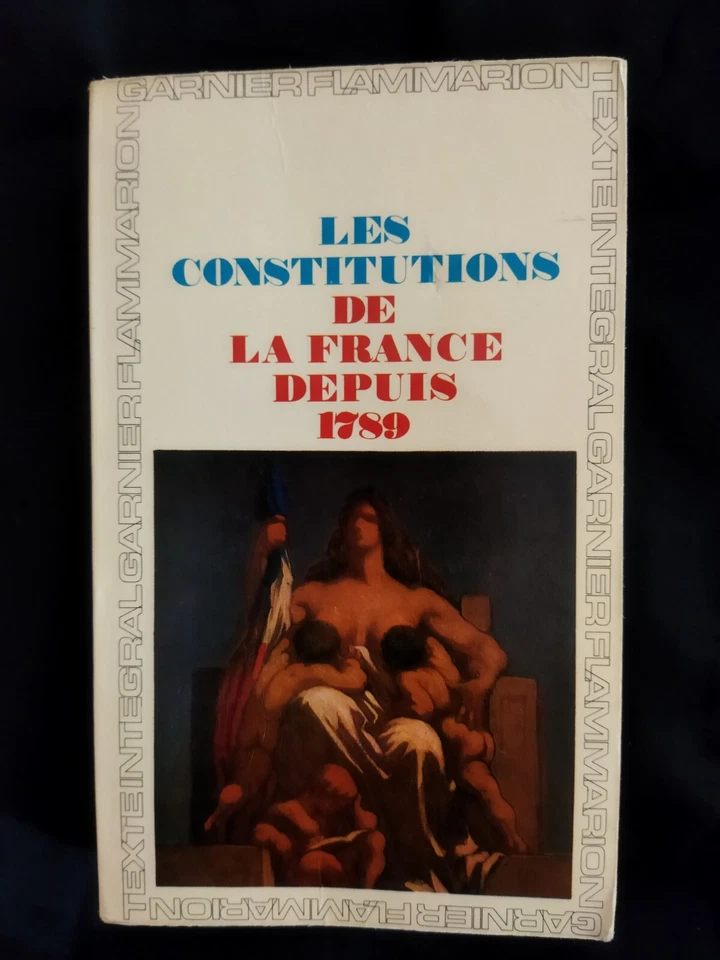 GARNIER FLAMMARION
TEXTE INTEGRAL GARNIER FLAMMARION
LES
CONSTITUTIONS
DE
LA FRANCE
DEPUIS
1789
TEXTE INTEGRAL GARNIER FLAMMARION
GARNIER FLAMMARION